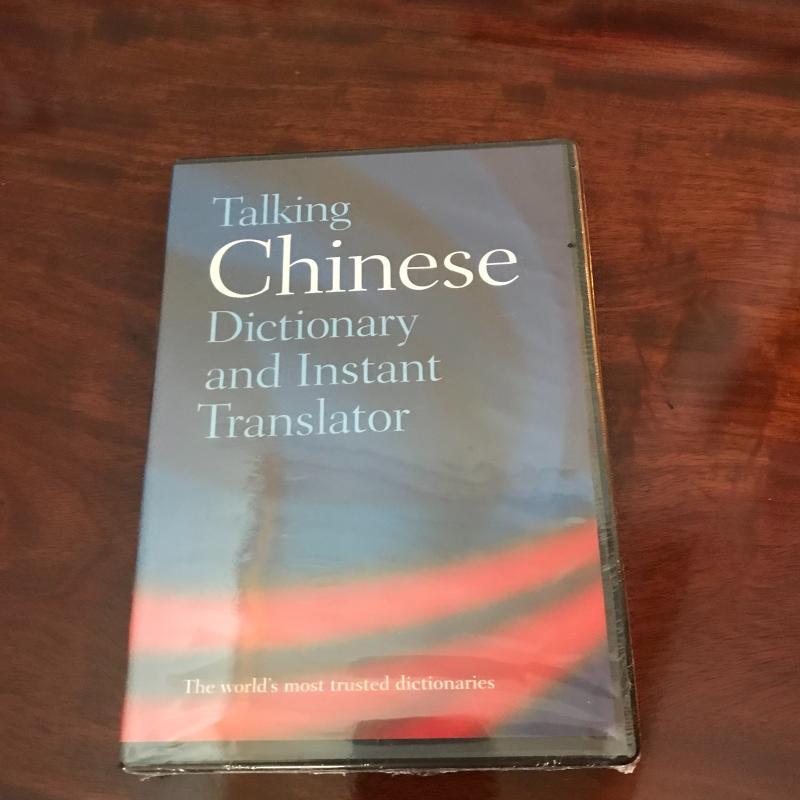 Talking
Chinese
Dictionary
and Instant
Translator
The world's most trusted dictionaries